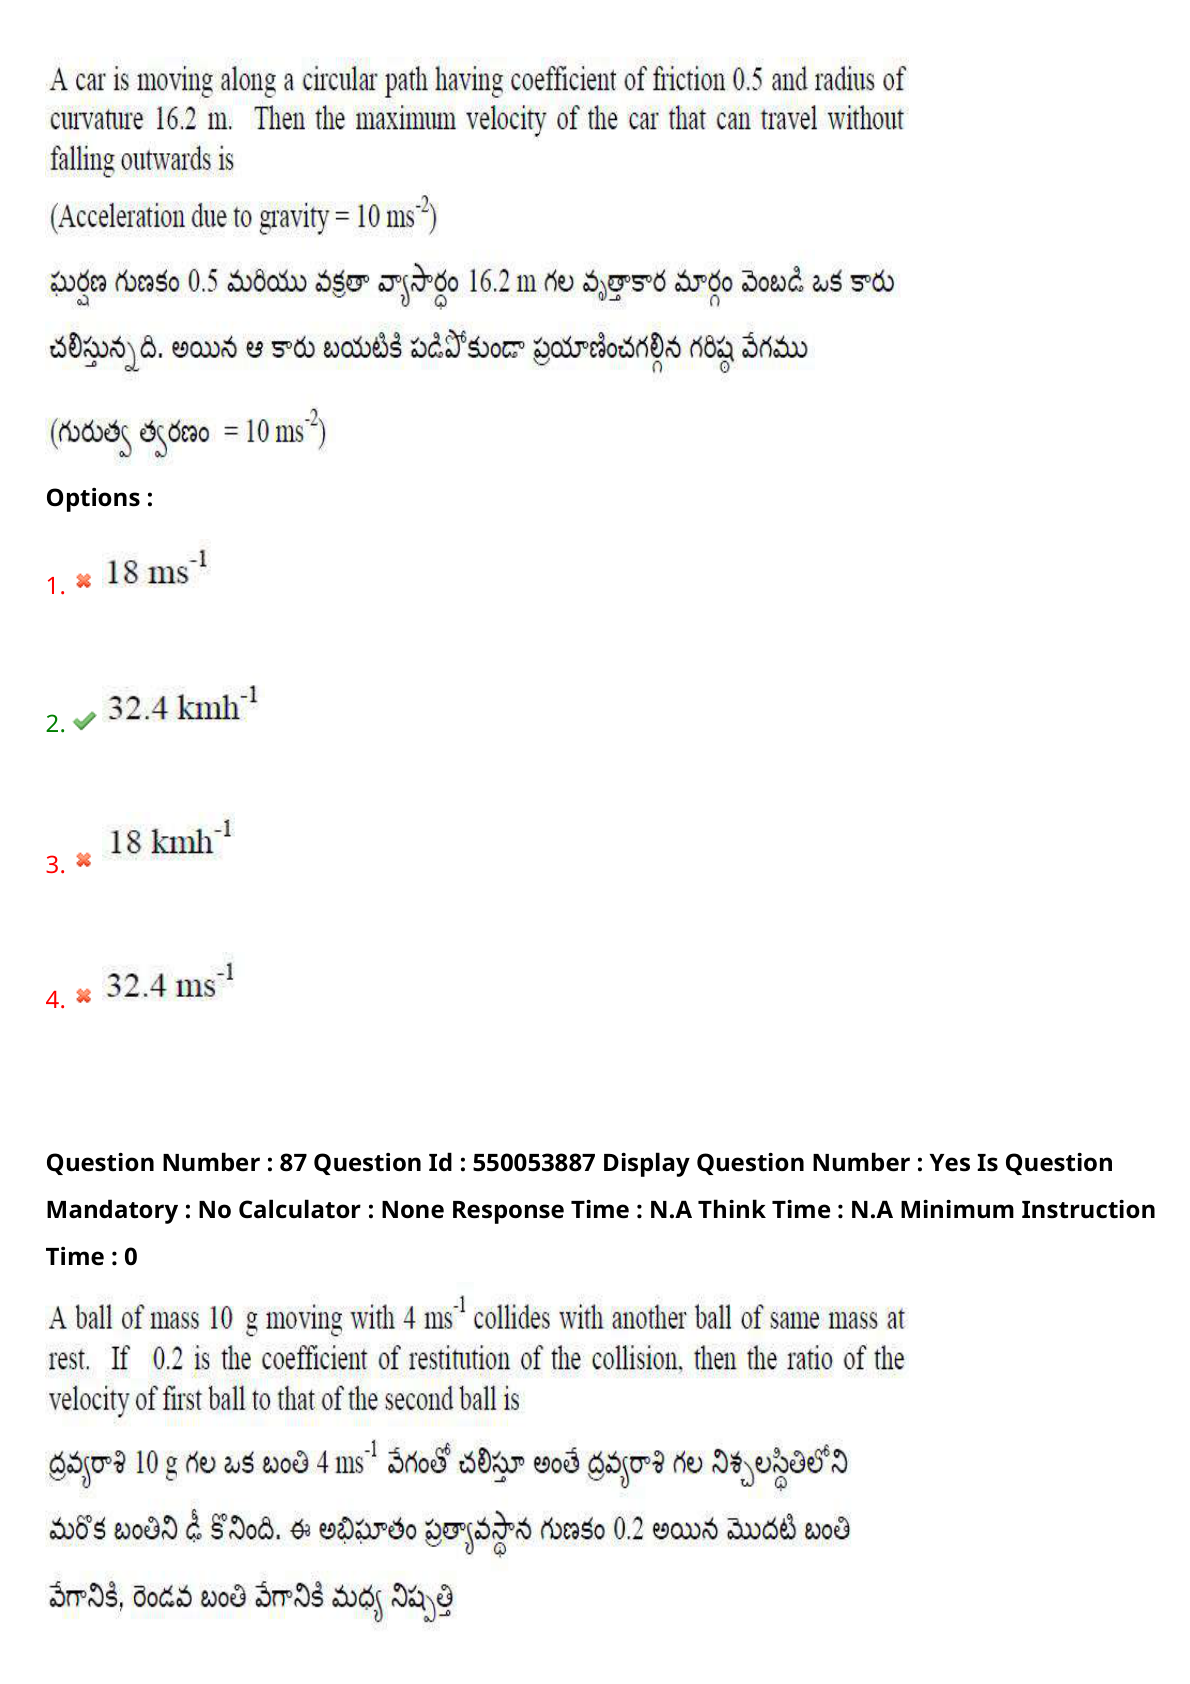 A car is moving along a circular path having coefficient of friction 0.5 and radius of
curvature 16.2 m. Then the maximum velocity of the car that can travel without
falling outwards is
(Acceleration due to gravity = 10 ms⁻²)
ఘర్షణ గుణకం 0.5 మరియు వక్రతా వ్యాసార్ధం 16.2 m గల వృత్తాకార మార్గం వెంబడి ఒక కారు
చలిస్తున్నది. అయిన ఆ కారు బయటికి పడిపోకుండా ప్రయాణించగల్గిన గరిష్ఠ వేగము
(గురుత్వ త్వరణం = 10 ms⁻²)
Options :
1. ✖ 18 ms⁻¹
2. ✔ 32.4 kmh⁻¹
3. ✖ 18 kmh⁻¹
4. ✖ 32.4 ms⁻¹
Question Number : 87 Question Id : 550053887 Display Question Number : Yes Is Question
Mandatory : No Calculator : None Response Time : N.A Think Time : N.A Minimum Instruction
Time : 0
A ball of mass 10 g moving with 4 ms⁻¹ collides with another ball of same mass at
rest. If 0.2 is the coefficient of restitution of the collision, then the ratio of the
velocity of first ball to that of the second ball is
ద్రవ్యరాశి 10 g గల ఒక బంతి 4 ms⁻¹ వేగంతో చలిస్తూ అంతే ద్రవ్యరాశి గల నిశ్చలస్థితిలోని
మరొక బంతిని ఢీ కొనింది. ఈ అభిఘాతం ప్రత్యావస్థాన గుణకం 0.2 అయిన మొదటి బంతి
వేగానికి, రెండవ బంతి వేగానికి మధ్య నిష్పత్తి